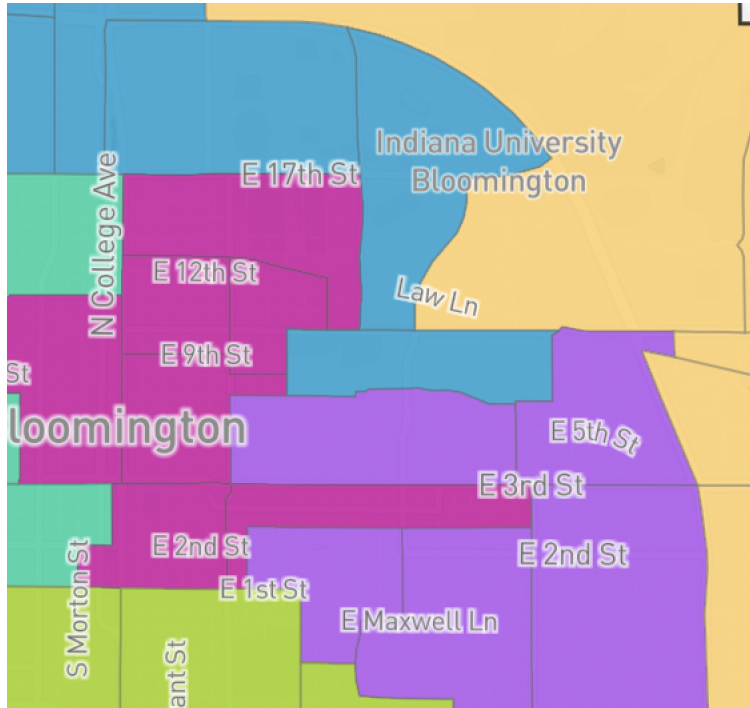 Indiana University
Bloomington
E 17th St
N College Ave
E 12th St
Law Ln
E 9th St
St
loomington
E 5th St
E 3rd St
E 2nd St
E 2nd St
E 1st St
S Morton St
E Maxwell Ln
ant St